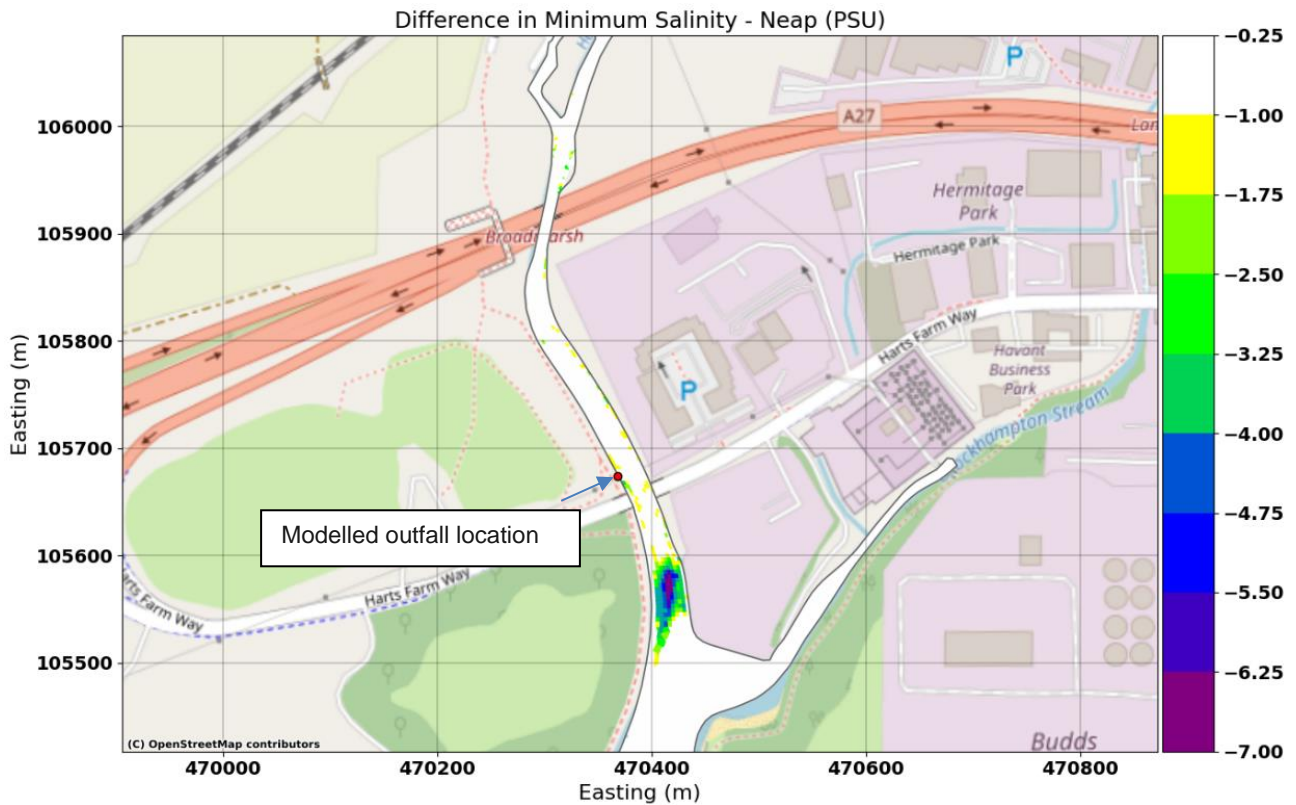 Difference in Minimum Salinity - Neap (PSU)
−0.25
−1.00
−1.75
−2.50
−3.25
−4.00
−4.75
−5.50
−6.25
−7.00
106000
105900
105800
105700
105600
105500
Easting (m)
P
A27
Hermitage
Park
Hermitage Park
Harts Farm Way
Havant
Business
Park
P
Modelled outfall location
Harts Farm Way
Harts Farm Way
Budds
(C) OpenStreetMap contributors
470000
470200
470400
470600
470800
Easting (m)